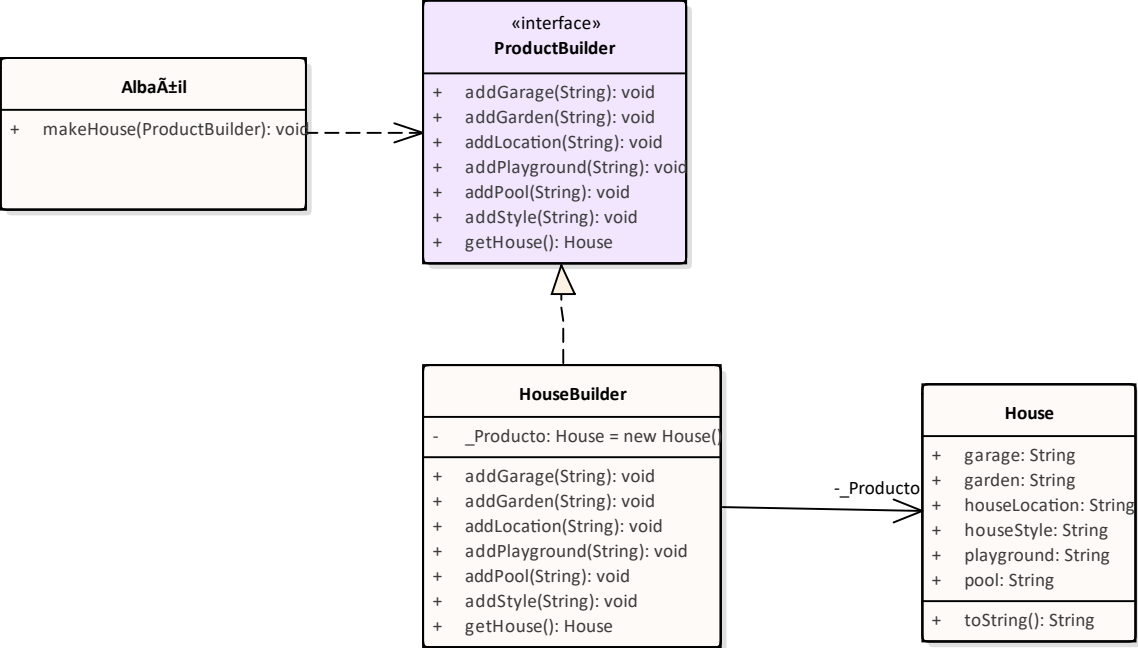 AlbaÃ±il
+ makeHouse(ProductBuilder): void
«interface»
ProductBuilder
+ addGarage(String): void
+ addGarden(String): void
+ addLocation(String): void
+ addPlayground(String): void
+ addPool(String): void
+ addStyle(String): void
+ getHouse(): House
HouseBuilder
- _Producto: House = new House()
+ addGarage(String): void
+ addGarden(String): void
+ addLocation(String): void
+ addPlayground(String): void
+ addPool(String): void
+ addStyle(String): void
+ getHouse(): House
-_Producto
House
+ garage: String
+ garden: String
+ houseLocation: String
+ houseStyle: String
+ playground: String
+ pool: String
+ toString(): String